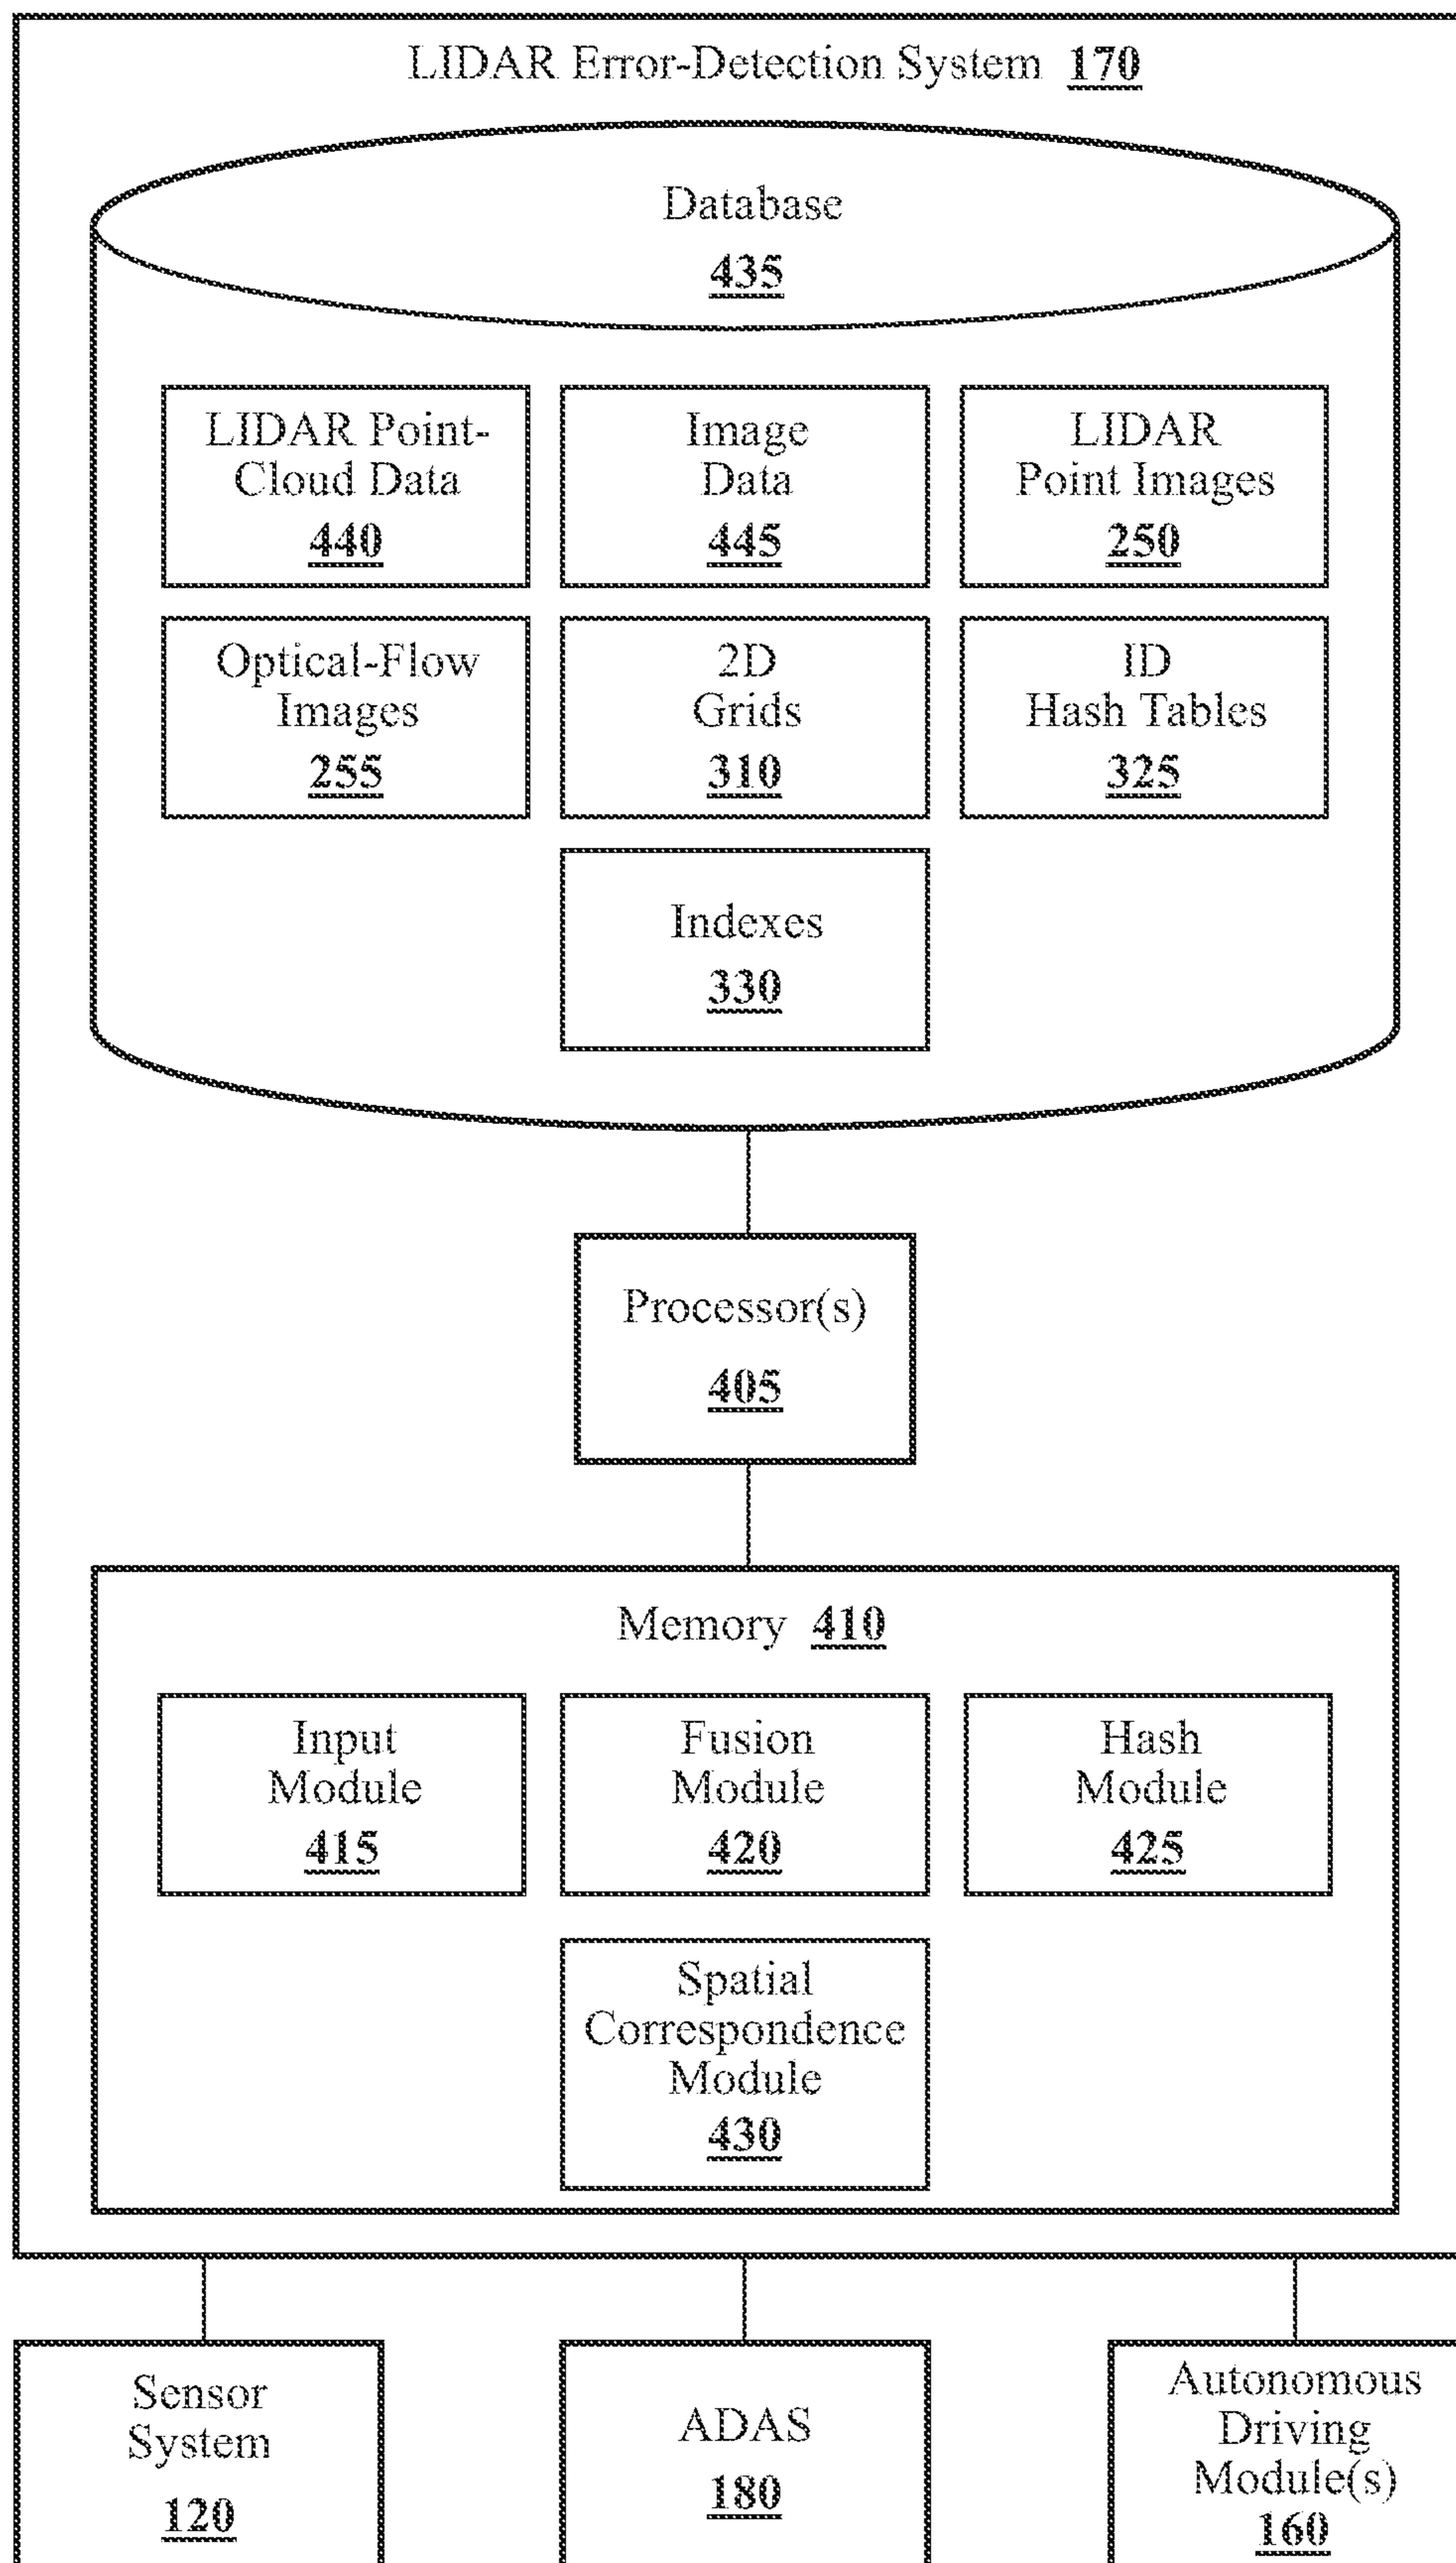 LIDAR Error-Detection System 170
Database
435
LIDAR Point-
Cloud Data
440
Image
Data
445
LIDAR
Point Images
250
Optical-Flow
Images
255
2D
Grids
310
ID
Hash Tables
325
Indexes
330
Processor(s)
405
Memory 410
Input
Module
415
Fusion
Module
420
Hash
Module
425
Spatial
Correspondence
Module
430
Sensor
System
120
ADAS
180
Autonomous
Driving
Module(s)
160